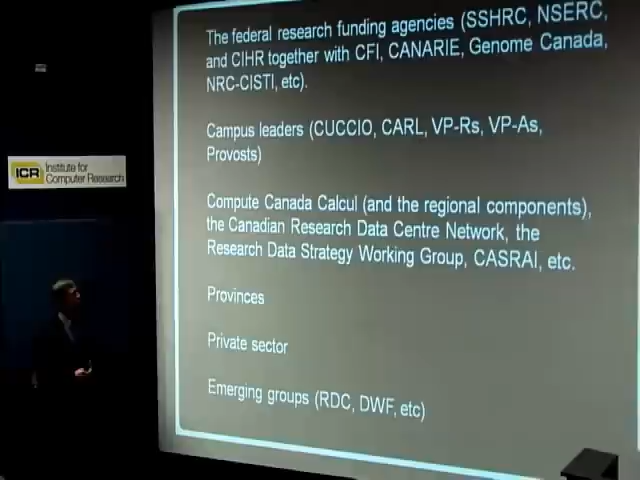 The federal research funding agencies (SSHRC, NSERC,
and CIHR together with CFI, CANARIE, Genome Canada,
NRC-CISTI, etc).
Campus leaders (CUCCIO, CARL, VP-Rs, VP-As,
Provosts)
Compute Canada Calcul (and the regional components),
the Canadian Research Data Centre Network, the
Research Data Strategy Working Group, CASRAI, etc.
Provinces
Private sector
Emerging groups (RDC, DWF, etc)
ICR Institute for
Computer Research